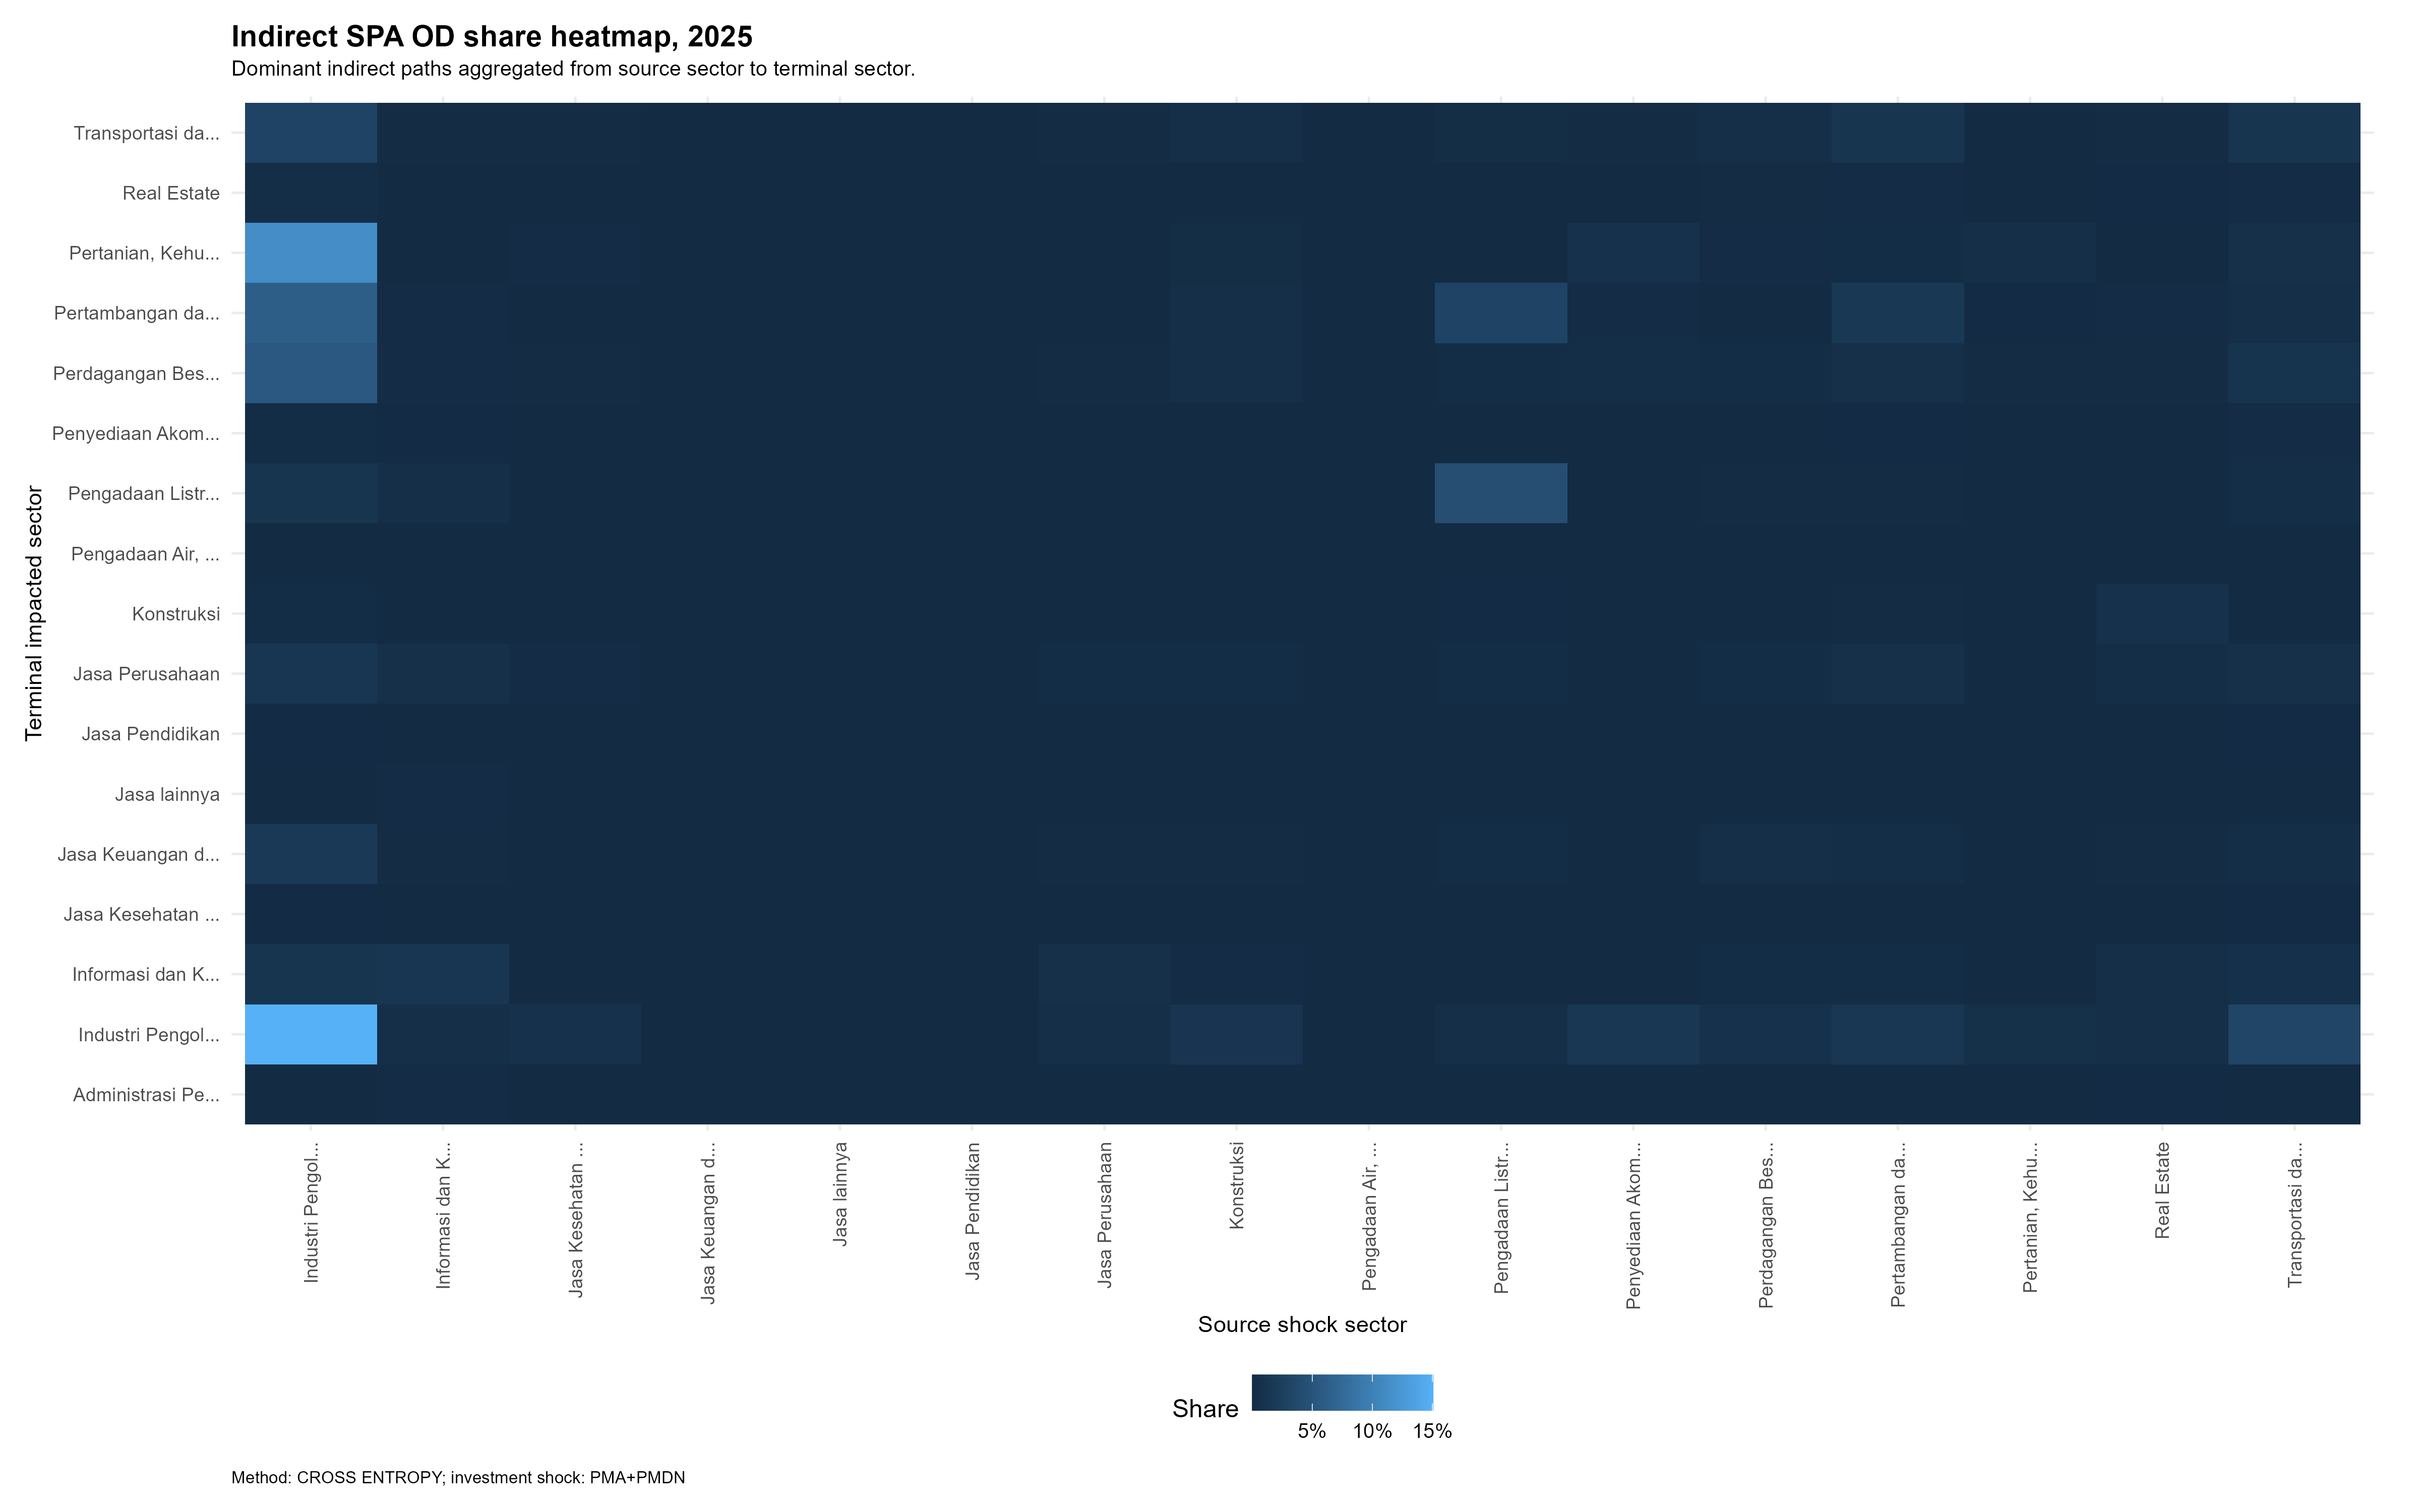 Indirect SPA OD share heatmap, 2025
Dominant indirect paths aggregated from source sector to terminal sector.
Terminal impacted sector
Transportasi da...
Real Estate
Pertanian, Kehu...
Pertambangan da...
Perdagangan Bes...
Penyediaan Akom...
Pengadaan Listr...
Pengadaan Air, ...
Konstruksi
Jasa Perusahaan
Jasa Pendidikan
Jasa lainnya
Jasa Keuangan d...
Jasa Kesehatan ...
Informasi dan K...
Industri Pengol...
Administrasi Pe...
Industri Pengol...
Informasi dan K...
Jasa Kesehatan ...
Jasa Keuangan d...
Jasa lainnya
Jasa Pendidikan
Jasa Perusahaan
Konstruksi
Pengadaan Air, ...
Pengadaan Listr...
Penyediaan Akom...
Perdagangan Bes...
Pertambangan da...
Pertanian, Kehu...
Real Estate
Transportasi da...
Source shock sector
Share
5% 10% 15%
Method: CROSS ENTROPY; investment shock: PMA+PMDN